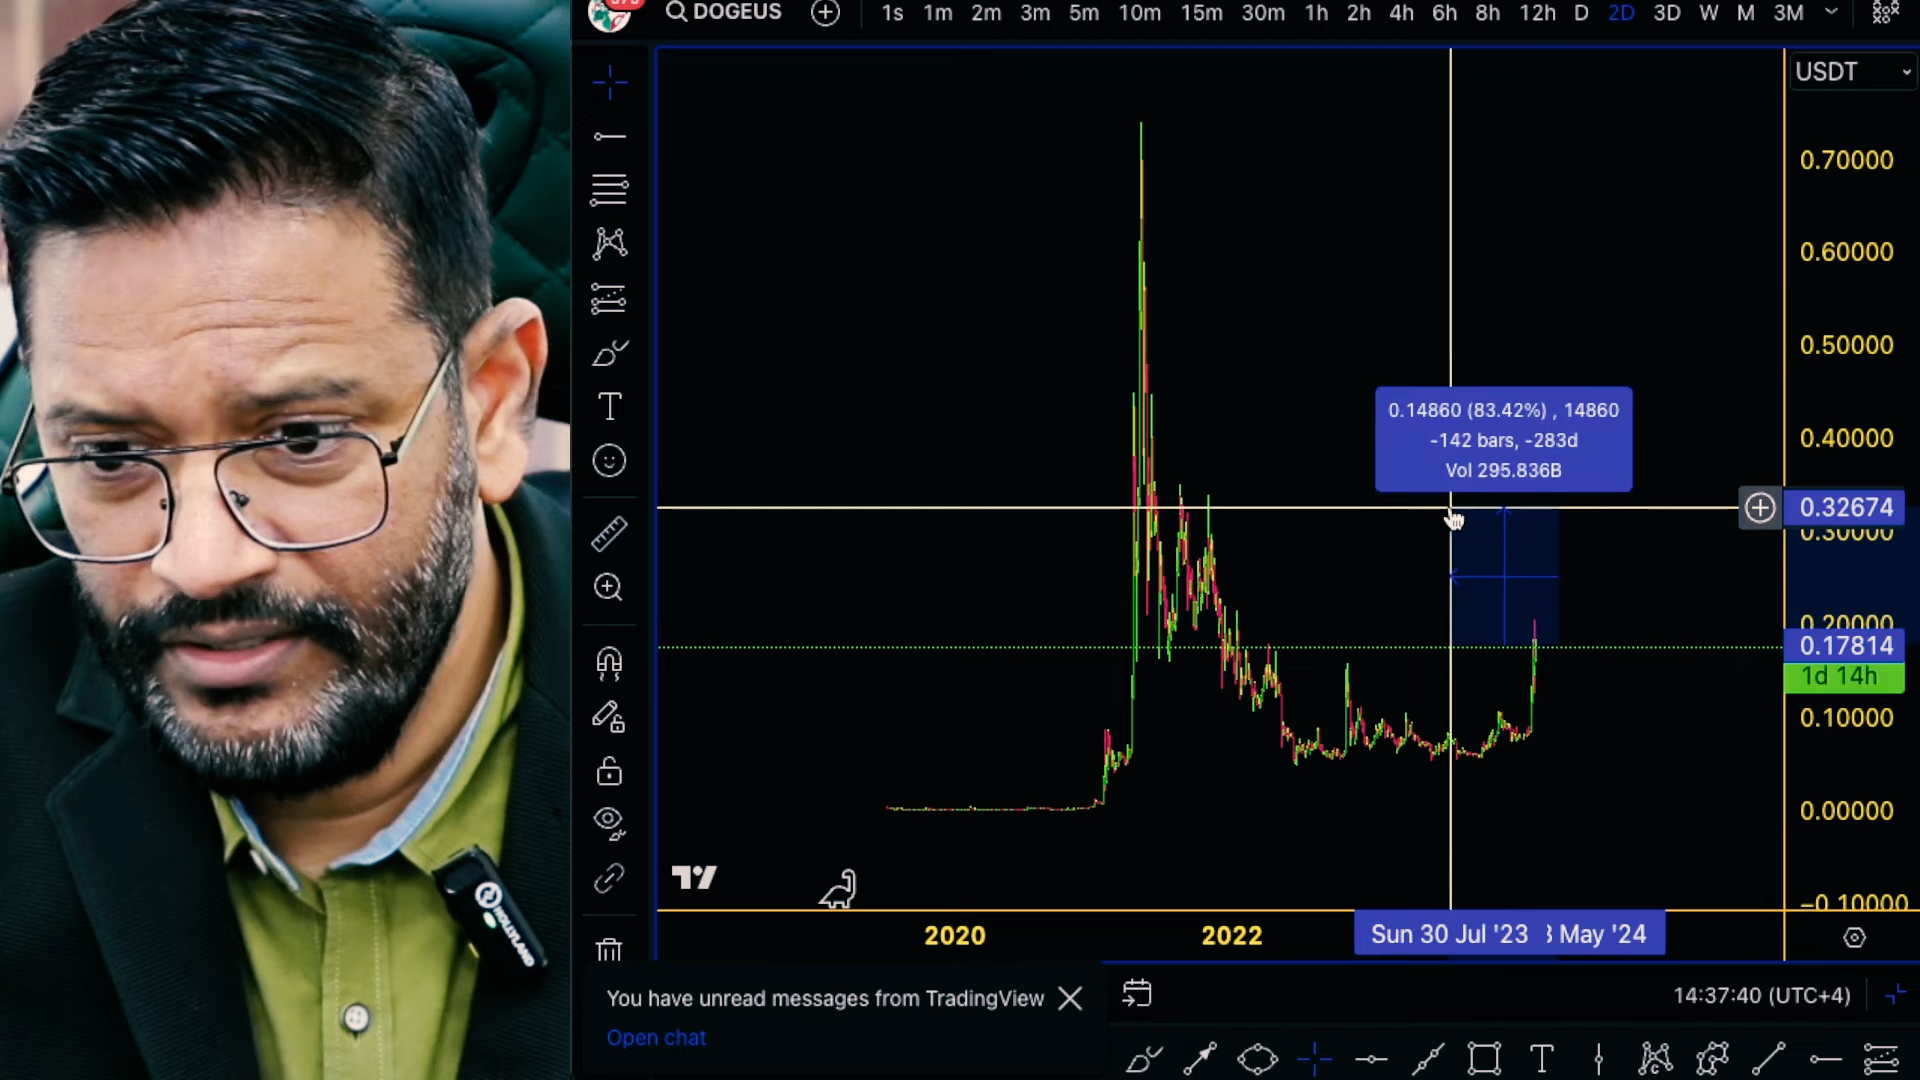 DOGEUS
1s 1m 2m 3m 5m 10m 15m 30m 1h 2h 4h 6h 8h 12h D 2D 3D W M 3M
USDT
0.70000
0.60000
0.50000
0.40000
0.14860 (83.42%) , 14860
-142 bars, -283d
Vol 295.836B
0.32674
0.30000
0.20000
0.17814
1d 14h
0.10000
0.00000
−0.10000
2020
2022
Sun 30 Jul '23
May '24
HOLLYLAND
You have unread messages from TradingView
Open chat
14:37:40 (UTC+4)